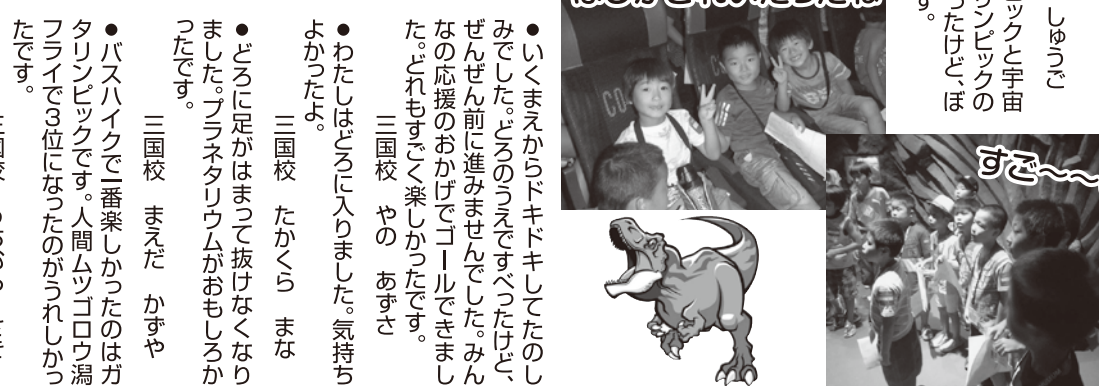 しゅうご
ックと宇宙
ンピックの
ったけど、ぼ
す。
すご〜〜
●いくまえからドキドキしてたのし
みでした。どろのうえですべったけど、
ぜんぜん前に進みませんでした。みん
なの応援のおかげでゴールできまし
た。どれもすごく楽しかったです。
三国校　やの　あずさ
●わたしはどろに入りました。気持ち
よかったよ。
三国校　たかくら　まな
●どろに足がはまって抜けなくなり
ました。プラネタリウムがおもしろか
ったです。
三国校　まえだ　かずや
●バスハイクで一番楽しかったのはガ
タリンピックです。人間ムツゴロウ潟
フライで3位になったのがうれしかっ
たです。